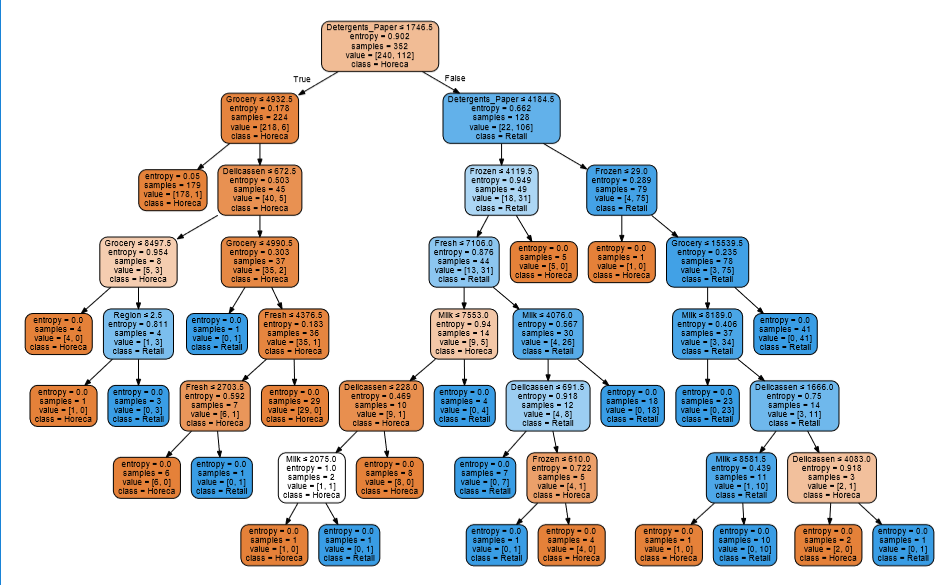 Detergents_Paper ≤ 1746.5
entropy = 0.902
samples = 352
value = [240, 112]
class = Horeca
True
False
Grocery ≤ 4932.5
entropy = 0.178
samples = 224
value = [218, 6]
class = Horeca
Detergents_Paper ≤ 4184.5
entropy = 0.662
samples = 128
value = [22, 106]
class = Retail
entropy = 0.05
samples = 179
value = [178, 1]
class = Horeca
Delicassen ≤ 672.5
entropy = 0.503
samples = 45
value = [40, 5]
class = Horeca
Frozen ≤ 4119.5
entropy = 0.949
samples = 49
value = [18, 31]
class = Retail
Frozen ≤ 29.0
entropy = 0.289
samples = 79
value = [4, 75]
class = Retail
Grocery ≤ 8497.5
entropy = 0.954
samples = 8
value = [5, 3]
class = Horeca
Grocery ≤ 4990.5
entropy = 0.303
samples = 37
value = [35, 2]
class = Horeca
Fresh ≤ 7106.0
entropy = 0.876
samples = 44
value = [13, 31]
class = Retail
entropy = 0.0
samples = 5
value = [5, 0]
class = Horeca
entropy = 0.0
samples = 1
value = [1, 0]
class = Horeca
Grocery ≤ 15539.5
entropy = 0.235
samples = 78
value = [3, 75]
class = Retail
entropy = 0.0
samples = 4
value = [4, 0]
class = Horeca
Region ≤ 2.5
entropy = 0.811
samples = 4
value = [1, 3]
class = Retail
entropy = 0.0
samples = 1
value = [0, 1]
class = Retail
Fresh ≤ 4376.5
entropy = 0.183
samples = 36
value = [35, 1]
class = Horeca
Milk ≤ 7553.0
entropy = 0.94
samples = 14
value = [9, 5]
class = Horeca
Milk ≤ 4076.0
entropy = 0.567
samples = 30
value = [4, 26]
class = Retail
Milk ≤ 8189.0
entropy = 0.406
samples = 37
value = [3, 34]
class = Retail
entropy = 0.0
samples = 41
value = [0, 41]
class = Retail
entropy = 0.0
samples = 1
value = [1, 0]
class = Horeca
entropy = 0.0
samples = 3
value = [0, 3]
class = Retail
Fresh ≤ 2703.5
entropy = 0.592
samples = 7
value = [6, 1]
class = Horeca
entropy = 0.0
samples = 29
value = [29, 0]
class = Horeca
Delicassen ≤ 228.0
entropy = 0.469
samples = 10
value = [9, 1]
class = Horeca
entropy = 0.0
samples = 4
value = [0, 4]
class = Retail
Delicassen ≤ 691.5
entropy = 0.918
samples = 12
value = [4, 8]
class = Retail
entropy = 0.0
samples = 18
value = [0, 18]
class = Retail
entropy = 0.0
samples = 23
value = [0, 23]
class = Retail
Delicassen ≤ 1666.0
entropy = 0.75
samples = 14
value = [3, 11]
class = Retail
entropy = 0.0
samples = 6
value = [6, 0]
class = Horeca
entropy = 0.0
samples = 1
value = [0, 1]
class = Retail
Milk ≤ 2075.0
entropy = 1.0
samples = 2
value = [1, 1]
class = Horeca
entropy = 0.0
samples = 8
value = [8, 0]
class = Horeca
entropy = 0.0
samples = 7
value = [0, 7]
class = Retail
Frozen ≤ 610.0
entropy = 0.722
samples = 5
value = [4, 1]
class = Horeca
Milk ≤ 8581.5
entropy = 0.439
samples = 11
value = [1, 10]
class = Retail
Delicassen ≤ 4083.0
entropy = 0.918
samples = 3
value = [2, 1]
class = Horeca
entropy = 0.0
samples = 1
value = [1, 0]
class = Horeca
entropy = 0.0
samples = 1
value = [0, 1]
class = Retail
entropy = 0.0
samples = 1
value = [0, 1]
class = Retail
entropy = 0.0
samples = 4
value = [4, 0]
class = Horeca
entropy = 0.0
samples = 1
value = [1, 0]
class = Horeca
entropy = 0.0
samples = 10
value = [0, 10]
class = Retail
entropy = 0.0
samples = 2
value = [2, 0]
class = Horeca
entropy = 0.0
samples = 1
value = [0, 1]
class = Retail